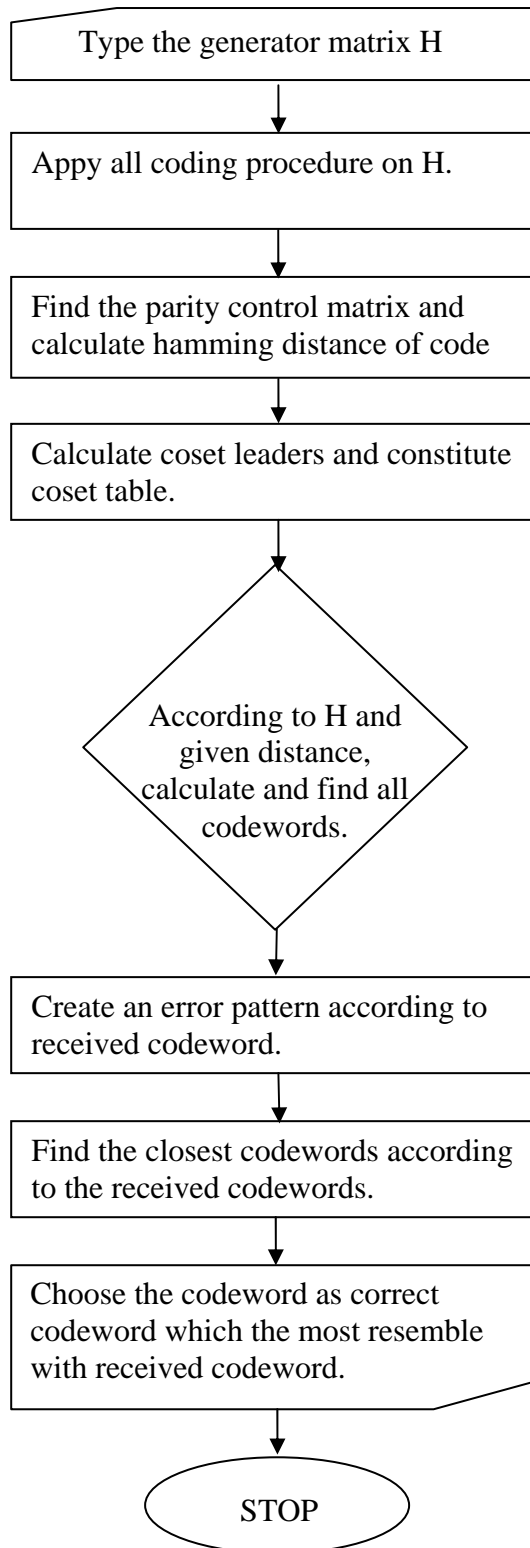 Type the generator matrix H
Appy all coding procedure on H.
Find the parity control matrix and
calculate hamming distance of code
Calculate coset leaders and constitute
coset table.
According to H and
given distance,
calculate and find all
codewords.
Create an error pattern according to
received codeword.
Find the closest codewords according
to the received codewords.
Choose the codeword as correct
codeword which the most resemble
with received codeword.
STOP